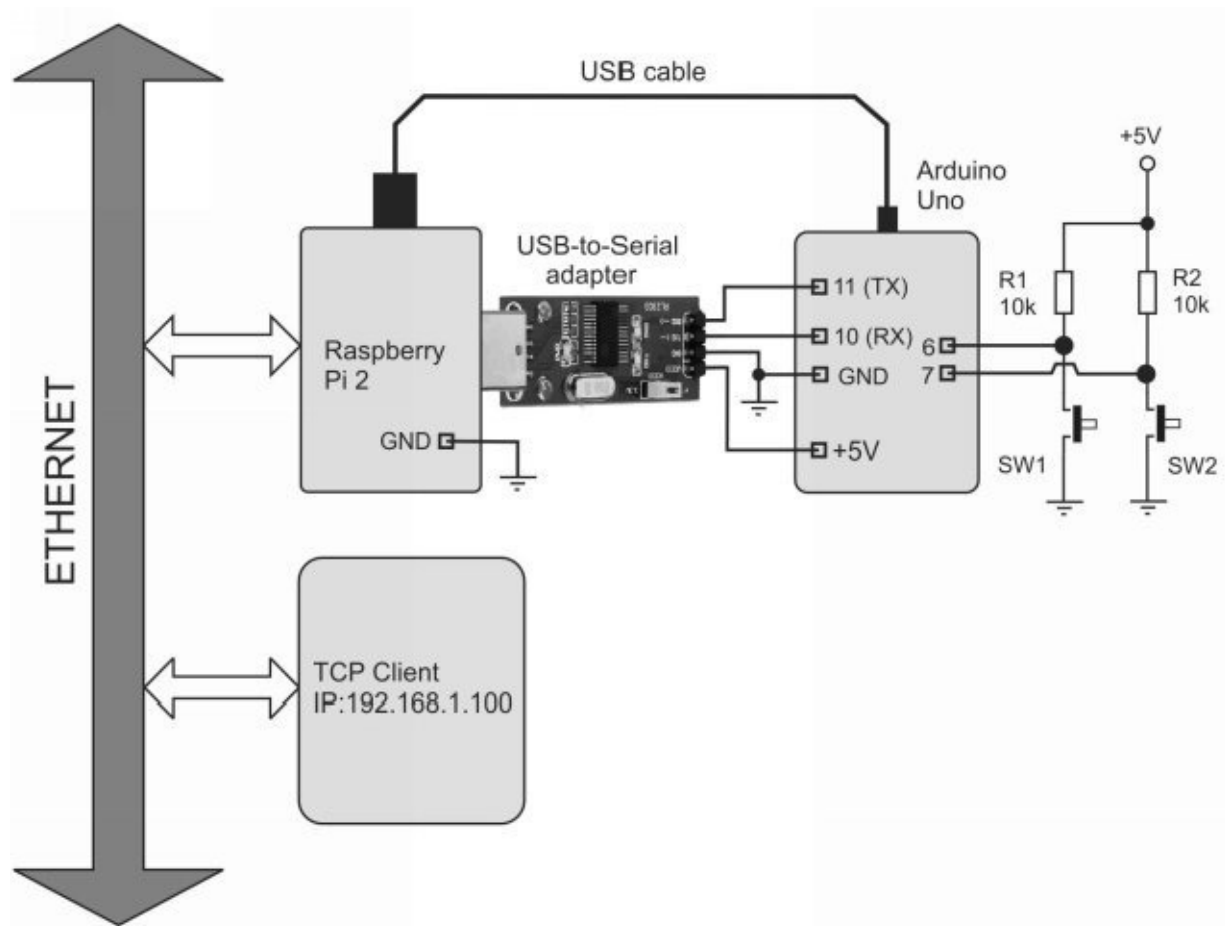 USB cable
+5V
Arduino
Uno
USB-to-Serial
adapter
R1
10k
R2
10k
11 (TX)
10 (RX)
6
7
GND
+5V
Raspberry
Pi 2
GND
SW1
SW2
ETHERNET
TCP Client
IP:192.168.1.100